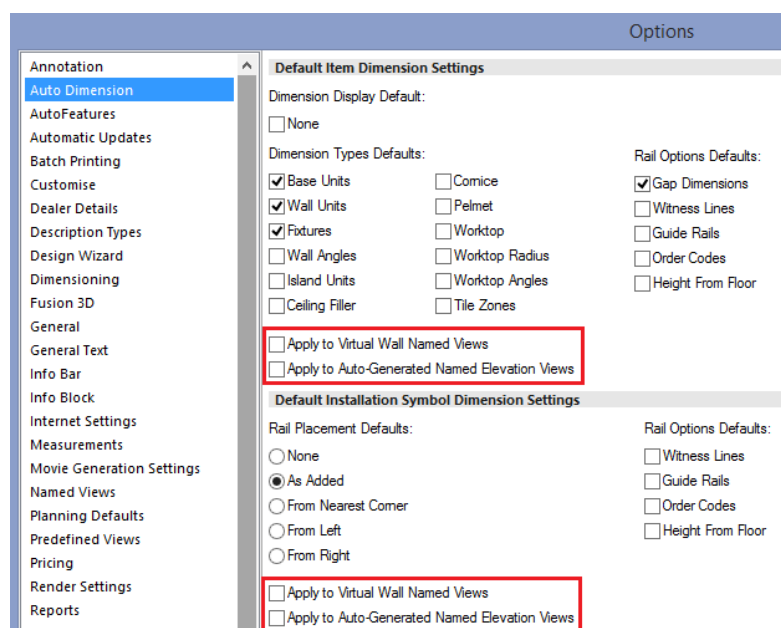 Options
Annotation
Auto Dimension
AutoFeatures
Automatic Updates
Batch Printing
Customise
Dealer Details
Description Types
Design Wizard
Dimensioning
Fusion 3D
General
General Text
Info Bar
Info Block
Internet Settings
Measurements
Movie Generation Settings
Named Views
Planning Defaults
Predefined Views
Pricing
Render Settings
Reports
Default Item Dimension Settings
Dimension Display Default:
None
Dimension Types Defaults:
Base Units
Wall Units
Fixtures
Wall Angles
Island Units
Ceiling Filler
Cornice
Pelmet
Worktop
Worktop Radius
Worktop Angles
Tile Zones
Rail Options Defaults:
Gap Dimensions
Witness Lines
Guide Rails
Order Codes
Height From Floor
Apply to Virtual Wall Named Views
Apply to Auto-Generated Named Elevation Views
Default Installation Symbol Dimension Settings
Rail Placement Defaults:
None
As Added
From Nearest Corner
From Left
From Right
Rail Options Defaults:
Witness Lines
Guide Rails
Order Codes
Height From Floor
Apply to Virtual Wall Named Views
Apply to Auto-Generated Named Elevation Views